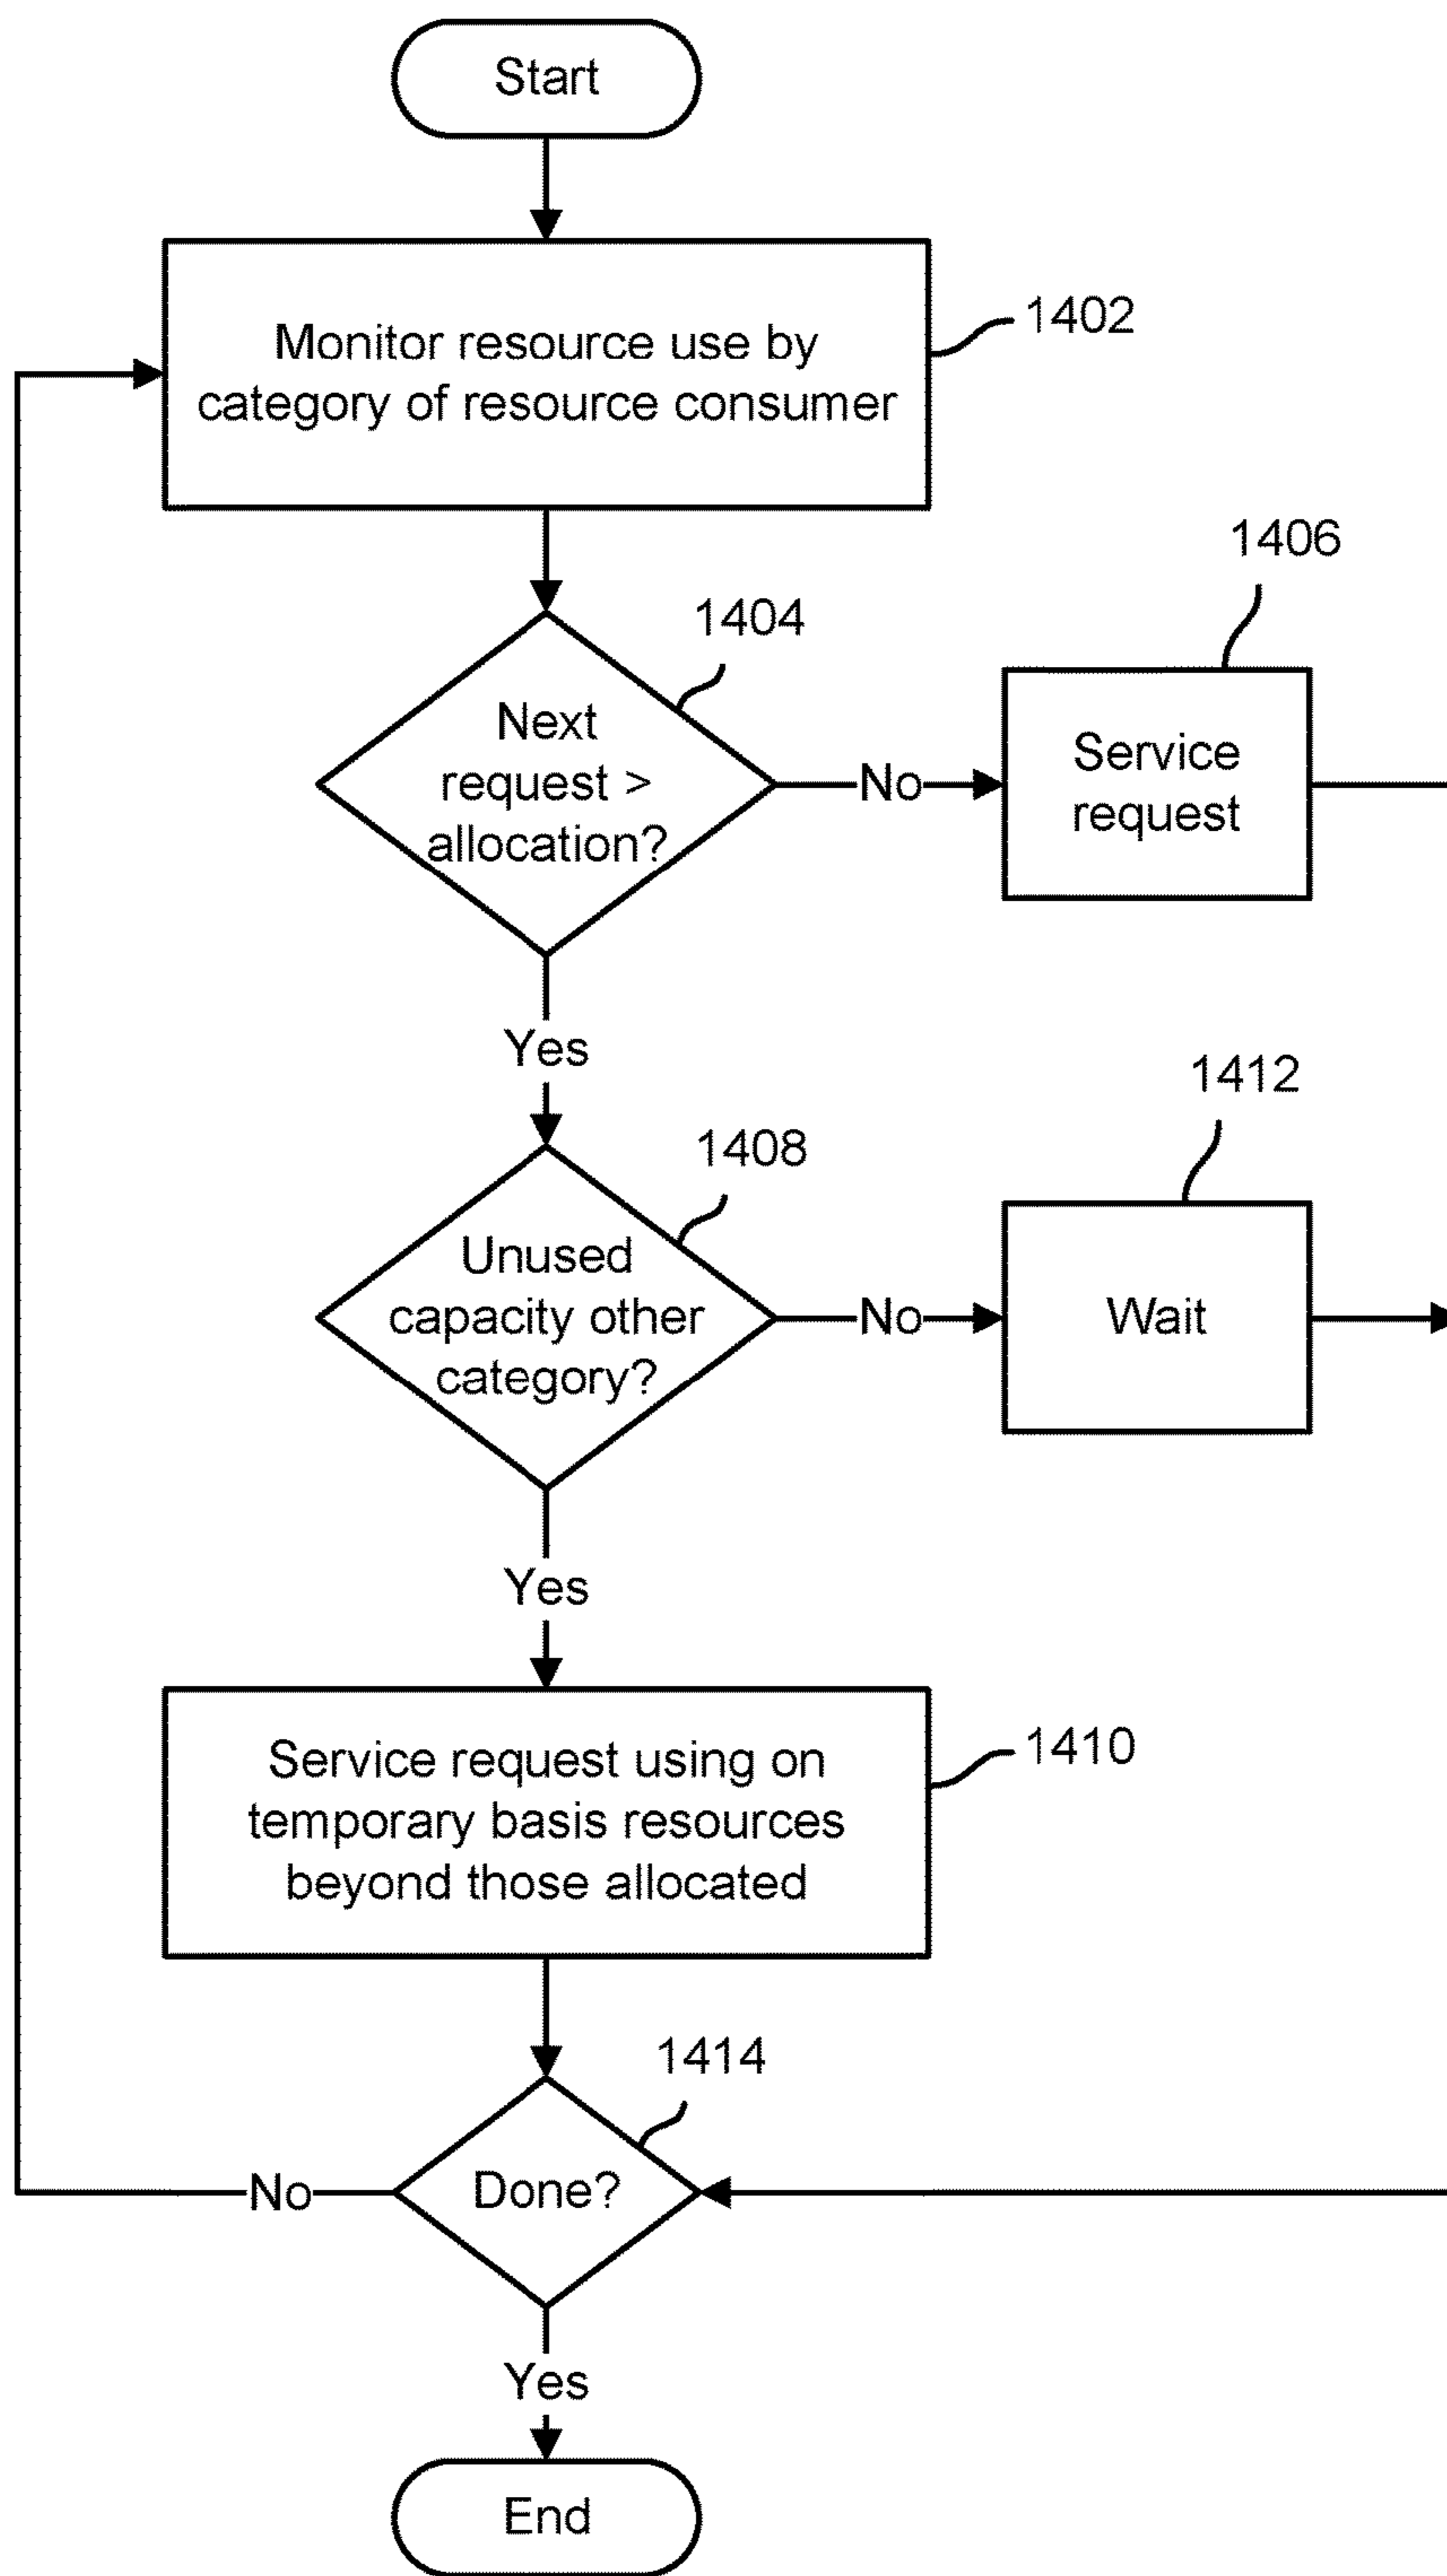 Start
Monitor resource use by
category of resource consumer
1402
Next
request >
allocation?
1404
No
Service
request
1406
Yes
Unused
capacity other
category?
1408
No
Wait
1412
Yes
Service request using on
temporary basis resources
beyond those allocated
1410
Done?
1414
No
Yes
End